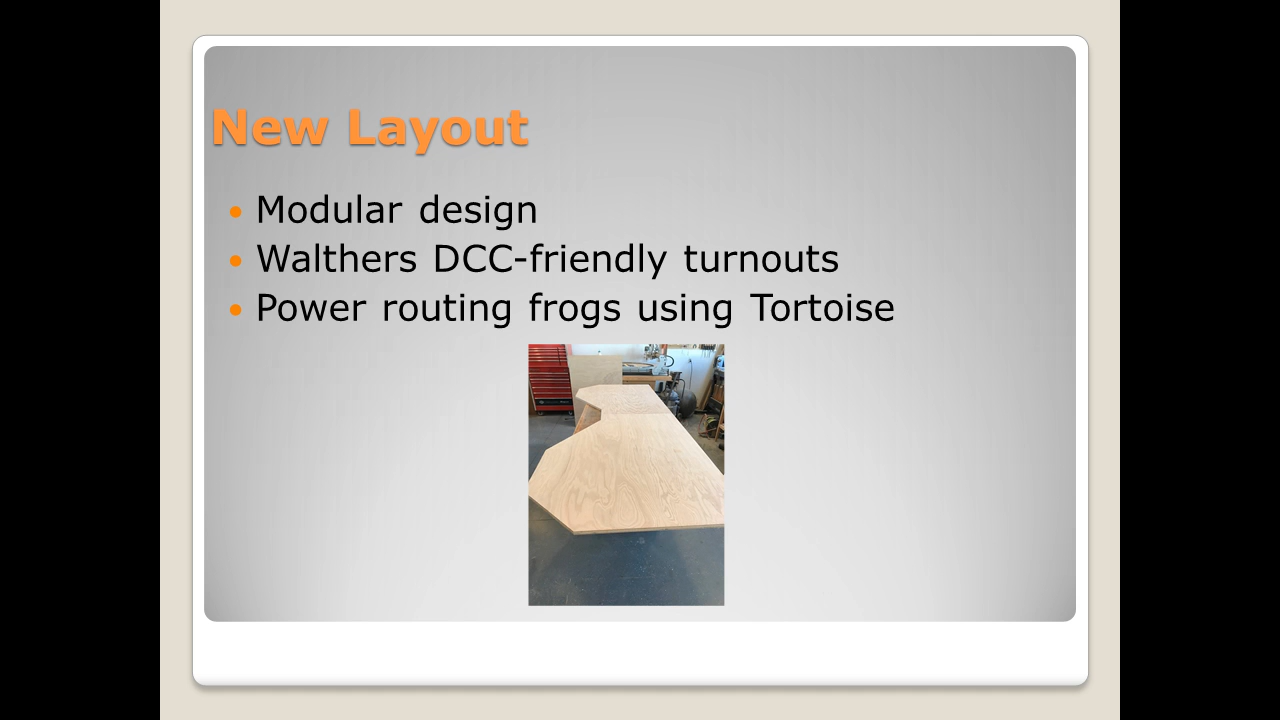 New Layout
Modular design
Walthers DCC-friendly turnouts
Power routing frogs using Tortoise